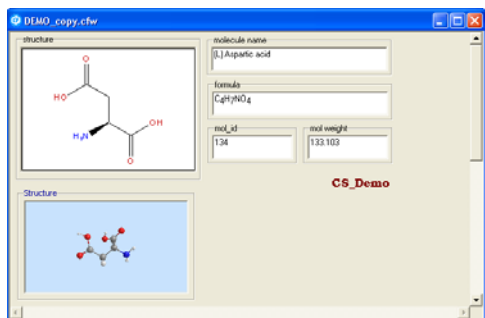 DEMO_copy.cfw
structure
O
HO
OH
H₂N
O
molecule name
(L) Aspartic acid
formula
C4H7NO4
mol_id
134
mol weight
133.103
CS_Demo
Structure